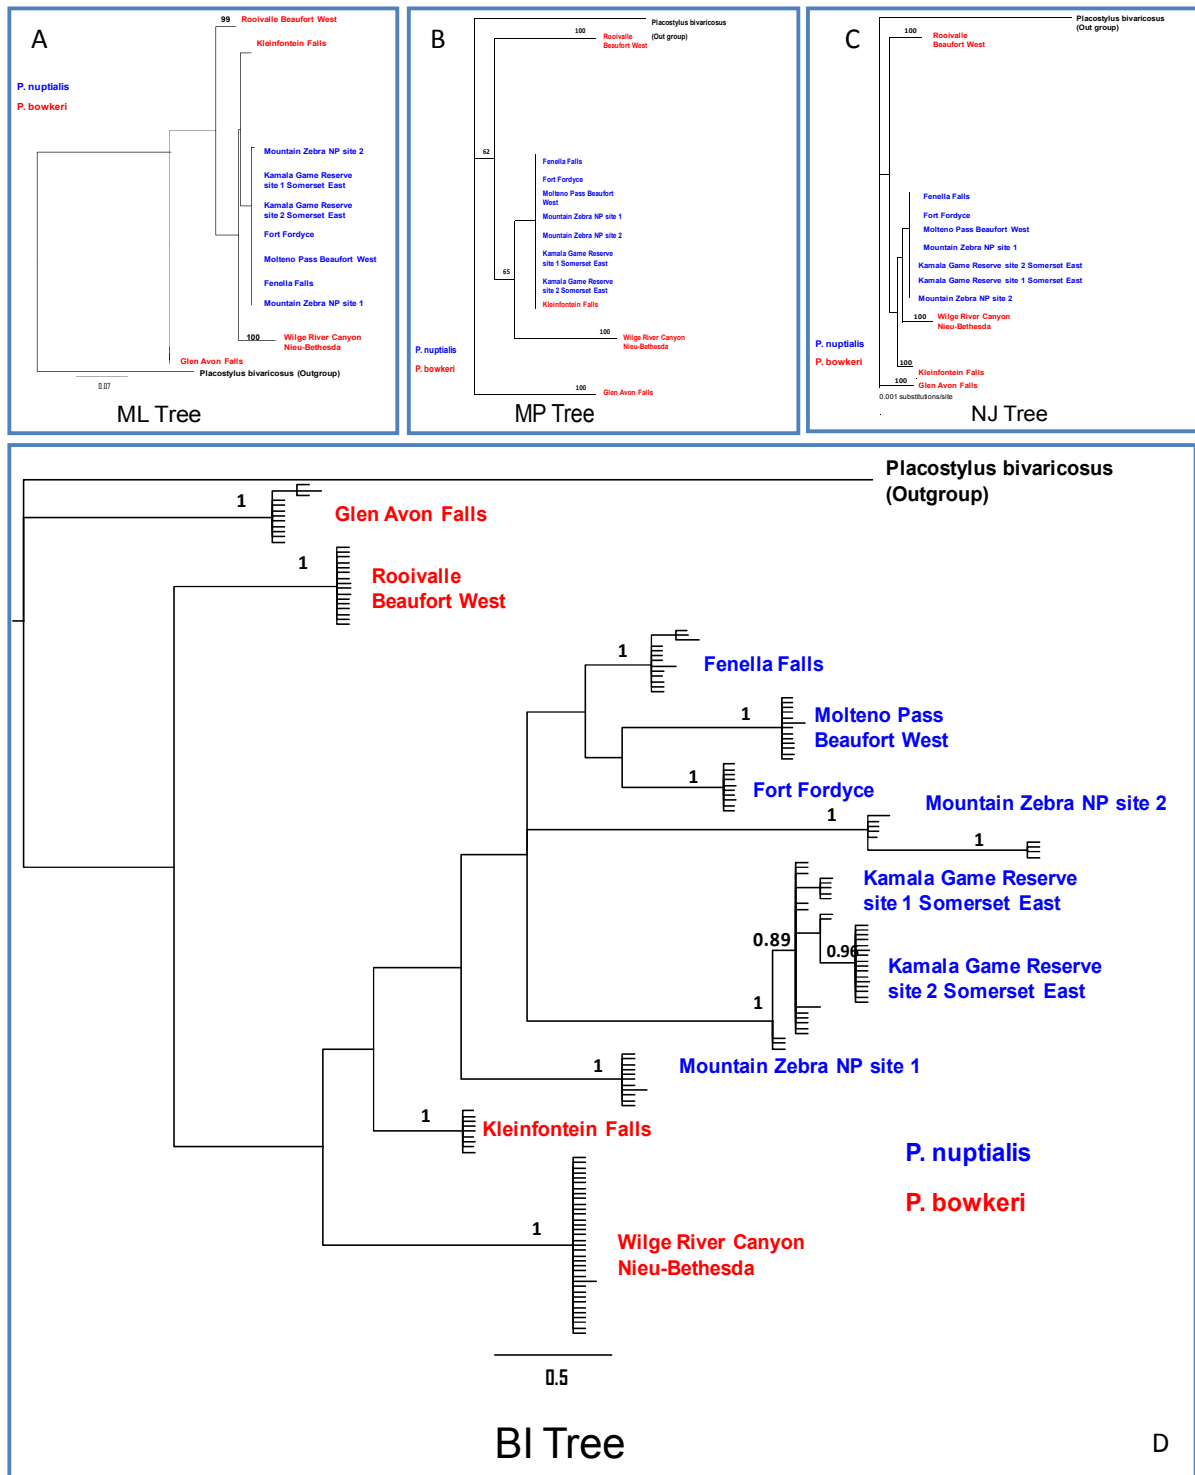 A
99
Rooivalle Beaufort West
Kleinfontein Falls
P. nuptialis
P. bowkeri
Mountain Zebra NP site 2
Kamala Game Reserve
site 1 Somerset East
Kamala Game Reserve
site 2 Somerset East
Fort Fordyce
Molteno Pass Beaufort West
Fenella Falls
Mountain Zebra NP site 1
100
Wilge River Canyon
Nieu-Bethesda
Glen Avon Falls
Placostylus bivaricosus (Outgroup)
0.07
ML Tree
B
Placostylus bivaricosus
(Out group)
100
Rooivalle
Beaufort West
62
Fenella Falls
Fort Fordyce
Molteno Pass Beaufort
West
Mountain Zebra NP site 1
Mountain Zebra NP site 2
Kamala Game Reserve
site 1 Somerset East
65
Kamala Game Reserve
site 2 Somerset East
Kleinfontein Falls
100
Wilge River Canyon
Nieu-Bethesda
P. nuptialis
P. bowkeri
100
Glen Avon Falls
MP Tree
C
Placostylus bivaricosus
(Out group)
100
Rooivalle
Beaufort West
Fenella Falls
Fort Fordyce
Molteno Pass Beaufort West
Mountain Zebra NP site 1
Kamala Game Reserve site 2 Somerset East
Kamala Game Reserve site 1 Somerset East
Mountain Zebra NP site 2
100
Wilge River Canyon
Nieu-Bethesda
P. nuptialis
P. bowkeri
100
Kleinfontein Falls
100
Glen Avon Falls
0.001 substitutions/site
NJ Tree
Placostylus bivaricosus
(Outgroup)
1
Glen Avon Falls
1
Rooivalle
Beaufort West
1
Fenella Falls
1
Molteno Pass
Beaufort West
1
Fort Fordyce
Mountain Zebra NP site 2
1
1
Kamala Game Reserve
site 1 Somerset East
0.89
0.96
Kamala Game Reserve
site 2 Somerset East
1
1
Mountain Zebra NP site 1
1
Kleinfontein Falls
P. nuptialis
P. bowkeri
1
Wilge River Canyon
Nieu-Bethesda
0.5
BI Tree
D